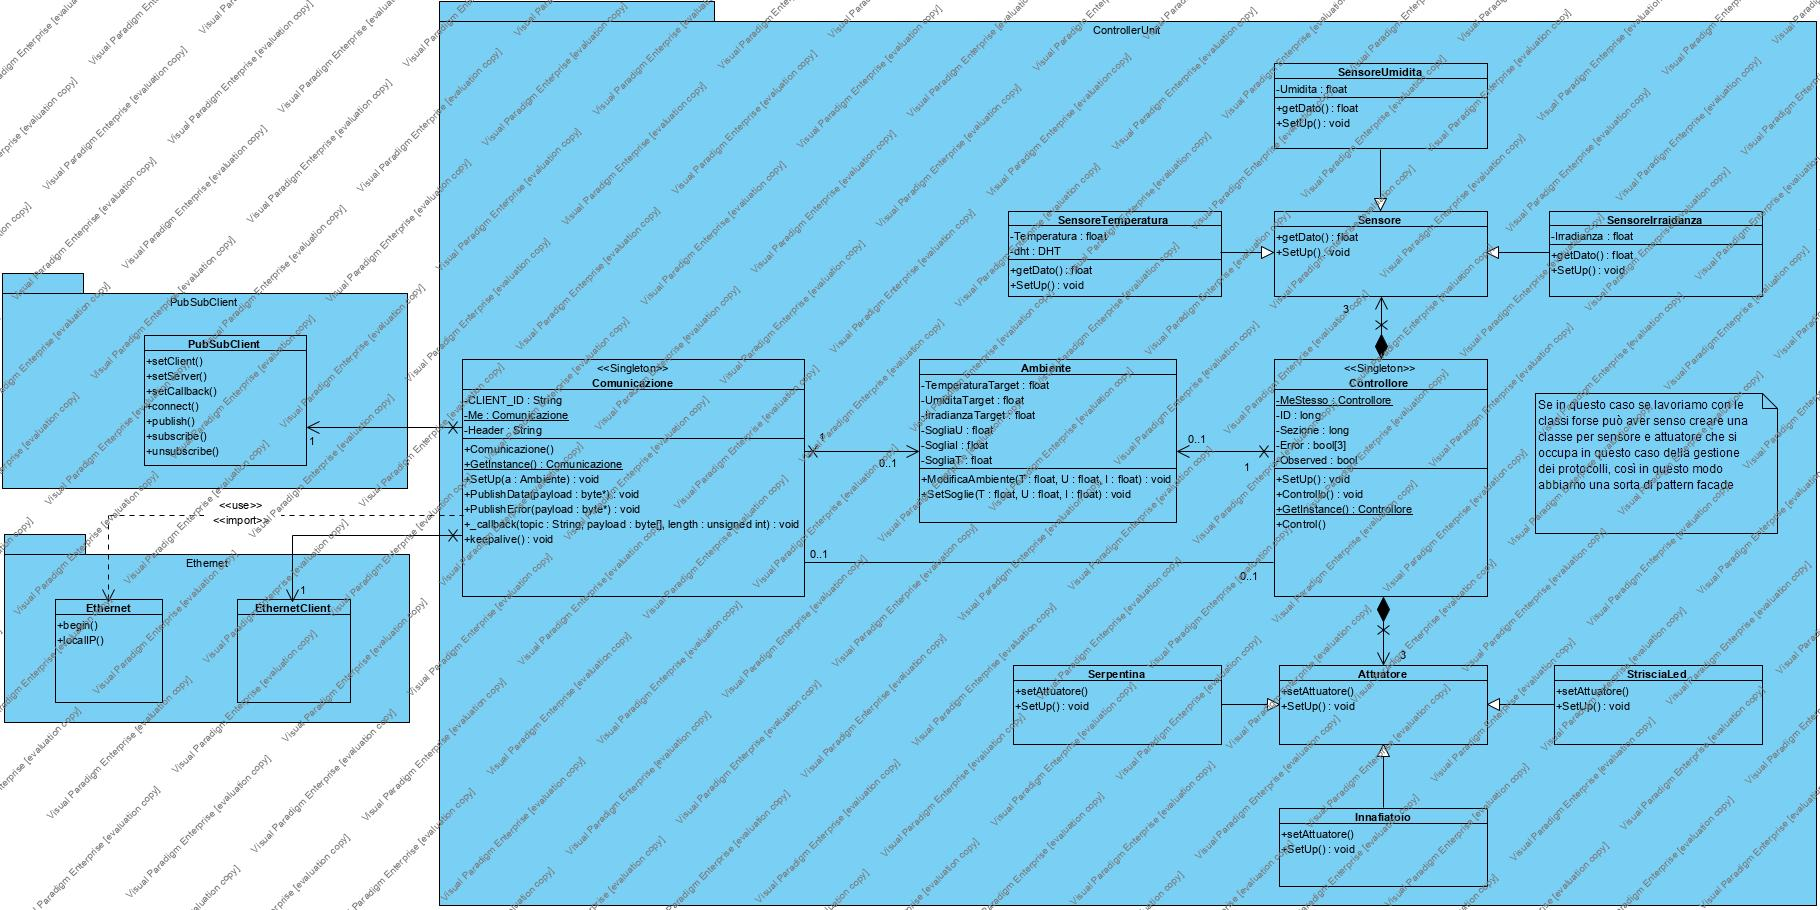 ControllerUnit
SensoreUmidita
-Umidita : float
+getDato() : float
+SetUp() : void
SensoreTemperatura
-Temperatura : float
-dht : DHT
+getDato() : float
+SetUp() : void
Sensore
+getDato() : float
+SetUp() : void
SensoreIrraidanza
-Irradianza : float
+getDato() : float
+SetUp() : void
3
PubSubClient
PubSubClient
+setClient()
+setServer()
+setCallback()
+connect()
+publish()
+subscribe()
+unsubscribe()
1
<<Singleton>>
Comunicazione
-CLIENT_ID : String
-Me : Comunicazione
-Header : String
+Comunicazione()
+GetInstance() : Comunicazione
+SetUp(a : Ambiente) : void
+PublishData(payload : byte*) : void
+PublishError(payload : byte*) : void
+_callback(topic : String, payload : byte[], length : unsigned int) : void
+keepalive() : void
1
0..1
Ambiente
-TemperaturaTarget : float
-UmiditaTarget : float
-IrradianzaTarget : float
-SogliaU : float
-SogliaI : float
-SogliaT : float
+ModificaAmbiente(T : float, U : float, I : float) : void
+SetSoglie(T : float, U : float, I : float) : void
0..1
1
<<Singleton>>
Controllore
-MeStesso : Controllore
-ID : long
-Sezione : long
-Error : bool[3]
-Observed : bool
+SetUp() : void
+Controllo() : void
+GetInstance() : Controllore
+Control()
Se in questo caso se lavoriamo con le
classi forse può aver senso creare una
classe per sensore e attuatore che si
occupa in questo caso della gestione
dei protocolli, così in questo modo
abbiamo una sorta di pattern facade
<<use>>
<<import>>
0..1
0..1
Ethernet
1
Ethernet
+begin()
+localIP()
EthernetClient
3
Serpentina
+setAttuatore()
+SetUp() : void
Attuatore
+setAttuatore()
+SetUp() : void
StrisciaLed
+setAttuatore()
+SetUp() : void
Innafiatoio
+setAttuatore()
+SetUp() : void
Visual Paradigm Enterprise [evaluation copy]